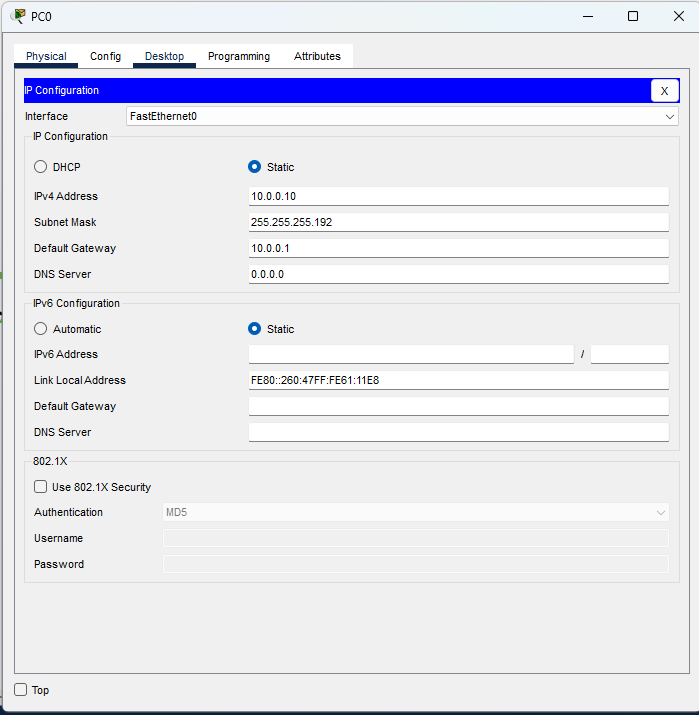 PC0
Physical Config Desktop Programming Attributes
IP Configuration X
Interface FastEthernet0
IP Configuration
DHCP Static
IPv4 Address 10.0.0.10
Subnet Mask 255.255.255.192
Default Gateway 10.0.0.1
DNS Server 0.0.0.0
IPv6 Configuration
Automatic Static
IPv6 Address /
Link Local Address FE80::260:47FF:FE61:11E8
Default Gateway
DNS Server
802.1X
Use 802.1X Security
Authentication MD5
Username
Password
Top